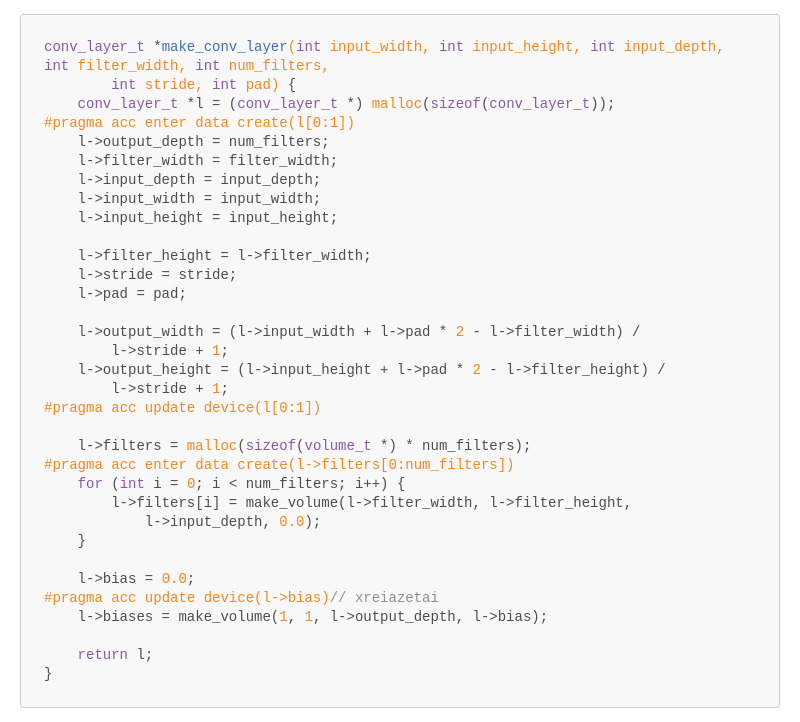 conv_layer_t *make_conv_layer(int input_width, int input_height, int input_depth,
int filter_width, int num_filters,
        int stride, int pad) {
    conv_layer_t *l = (conv_layer_t *) malloc(sizeof(conv_layer_t));
#pragma acc enter data create(l[0:1])
    l->output_depth = num_filters;
    l->filter_width = filter_width;
    l->input_depth = input_depth;
    l->input_width = input_width;
    l->input_height = input_height;

    l->filter_height = l->filter_width;
    l->stride = stride;
    l->pad = pad;

    l->output_width = (l->input_width + l->pad * 2 - l->filter_width) /
        l->stride + 1;
    l->output_height = (l->input_height + l->pad * 2 - l->filter_height) /
        l->stride + 1;
#pragma acc update device(l[0:1])

    l->filters = malloc(sizeof(volume_t *) * num_filters);
#pragma acc enter data create(l->filters[0:num_filters])
    for (int i = 0; i < num_filters; i++) {
        l->filters[i] = make_volume(l->filter_width, l->filter_height,
            l->input_depth, 0.0);
    }

    l->bias = 0.0;
#pragma acc update device(l->bias)// xreiazetai
    l->biases = make_volume(1, 1, l->output_depth, l->bias);

    return l;
}